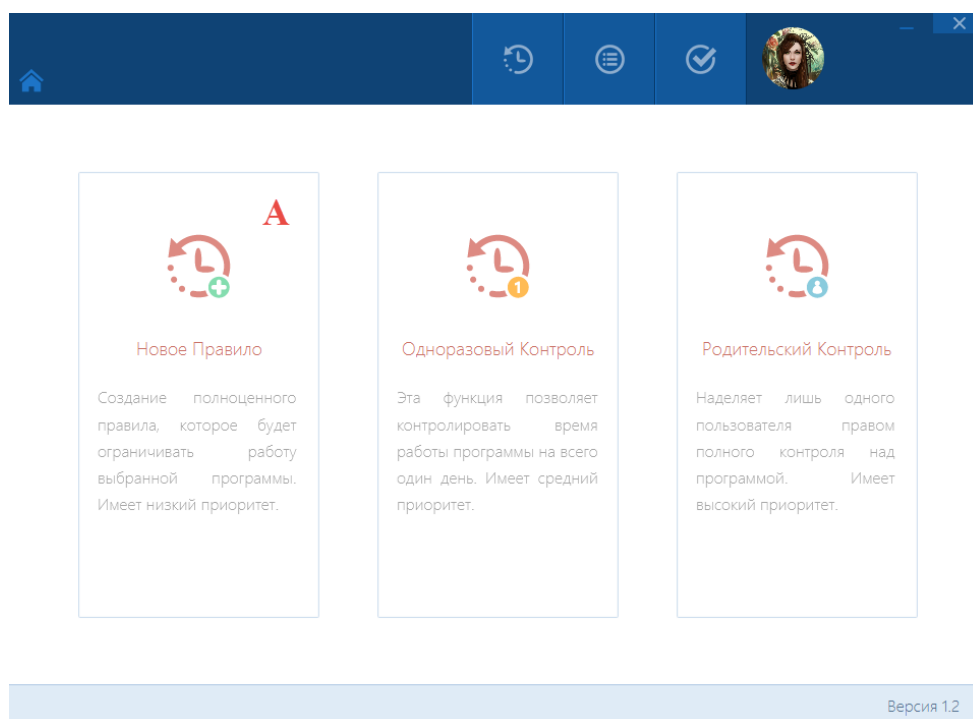 А
Новое Правило
Создание полноценного
правила, которое будет
ограничивать работу
выбранной программы.
Имеет низкий приоритет.
1
Одноразовый Контроль
Эта функция позволяет
контролировать время
работы программы на всего
один день. Имеет средний
приоритет.
Родительский Контроль
Наделяет лишь одного
пользователя правом
полного контроля над
программой. Имеет
высокий приоритет.
Версия 1.2